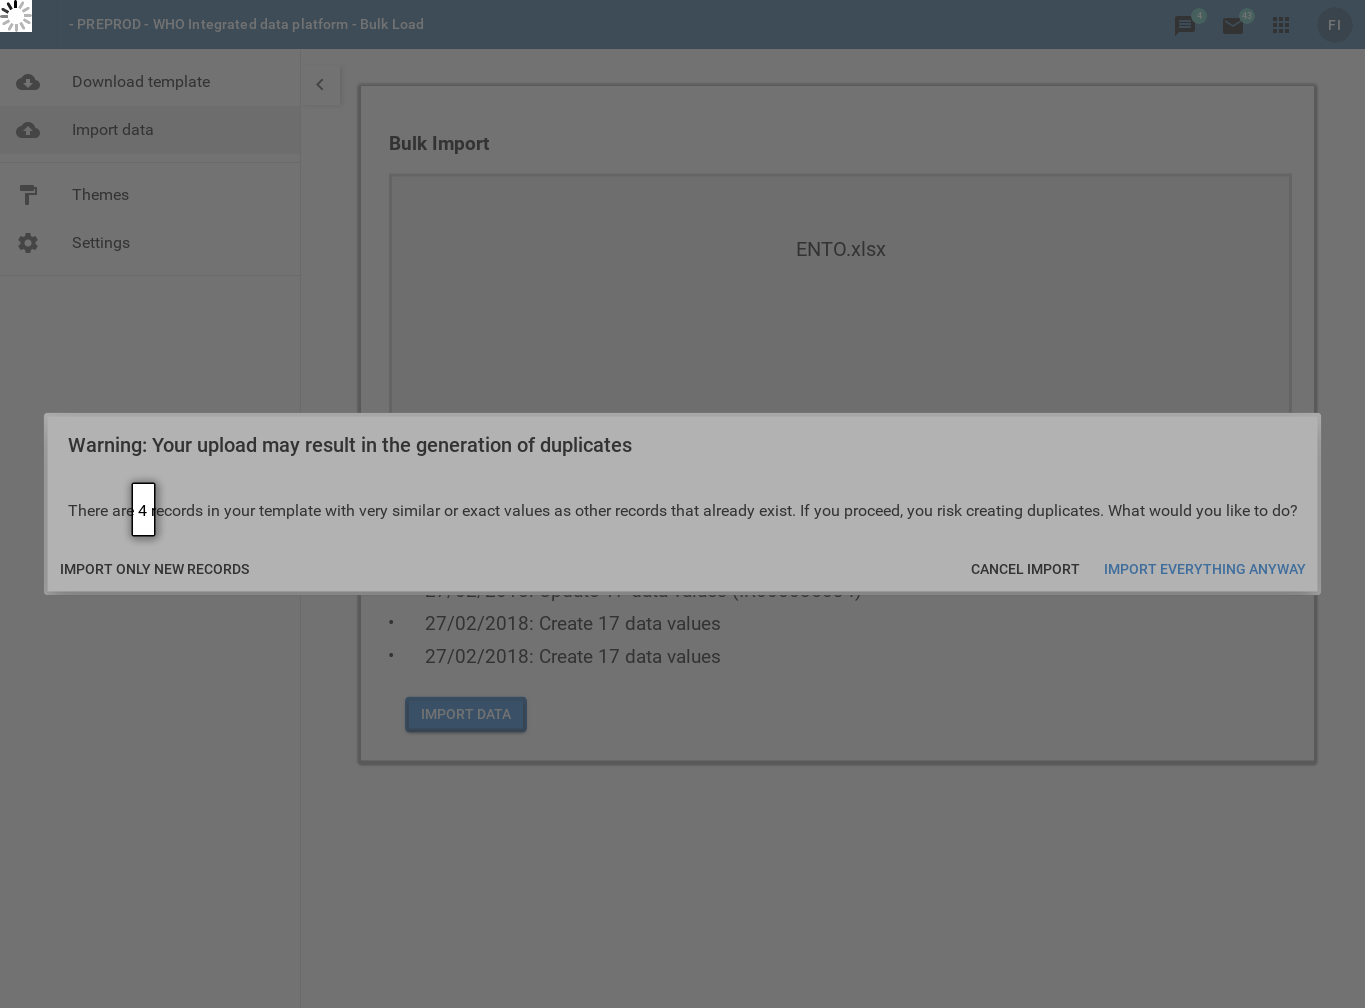 - PREPROD - WHO Integrated data platform - Bulk Load
4
43
FI
Download template
Import data
Themes
Settings
Bulk Import
ENTO.xlsx
Warning: Your upload may result in the generation of duplicates
There are 4 records in your template with very similar or exact values as other records that already exist. If you proceed, you risk creating duplicates. What would you like to do?
IMPORT ONLY NEW RECORDS
CANCEL IMPORT
IMPORT EVERYTHING ANYWAY
• 27/02/2018: Create 17 data values
• 27/02/2018: Create 17 data values
IMPORT DATA